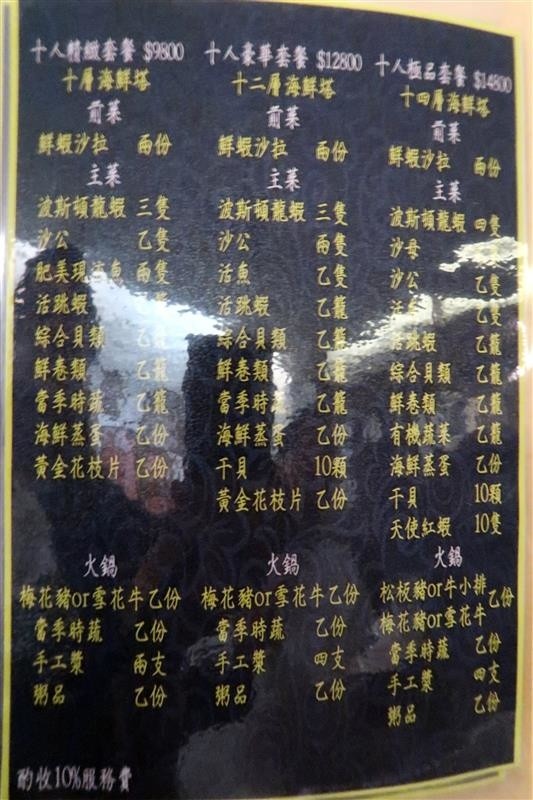 十人精緻套餐 $9800
十層海鮮塔
前菜
鮮蝦沙拉 兩份
主菜
波斯頓龍蝦 三隻
沙公 乙隻
肥美現活魚 兩隻
活跳蝦 乙籠
綜合貝類 乙籠
鮮卷類 乙籠
當季時蔬 乙籠
海鮮蒸蛋 乙份
黃金花枝片 乙份
火鍋
梅花豬or雪花牛乙份
當季時蔬 乙份
手工漿 兩支
粥品 乙份
十人豪華套餐 $12800
十二層海鮮塔
前菜
鮮蝦沙拉 兩份
主菜
波斯頓龍蝦 三隻
沙公 兩隻
活魚 乙隻
活跳蝦 乙籠
綜合貝類 乙籠
鮮卷類 乙籠
當季時蔬 乙籠
海鮮蒸蛋 乙份
干貝 10顆
黃金花枝片 乙份
火鍋
梅花豬or雪花牛乙份
當季時蔬 乙份
手工漿 四支
粥品 乙份
十人極品套餐 $14800
十四層海鮮塔
前菜
鮮蝦沙拉 兩份
主菜
波斯頓龍蝦 四隻
沙母 乙隻
沙公 乙隻
活魚 乙隻
活跳蝦 乙籠
綜合貝類 乙籠
鮮卷類 乙籠
有機蔬菜 乙籠
海鮮蒸蛋 乙份
干貝 10顆
天使紅蝦 10隻
火鍋
松板豬or牛小排 乙份
梅花豬or雪花牛
當季時蔬 乙份
手工漿 四支
粥品 乙份
酌收10%服務費